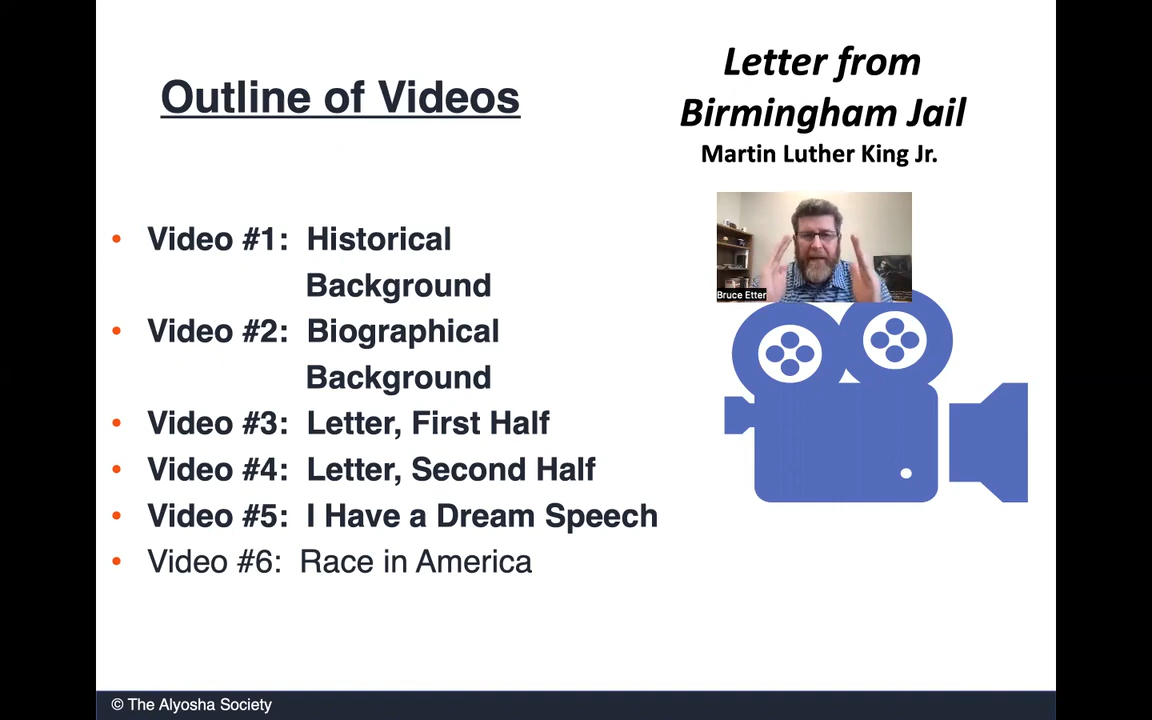 Outline of Videos
Letter from
Birmingham Jail
Martin Luther King Jr.
Bruce Etter
• Video #1: Historical
Background
• Video #2: Biographical
Background
• Video #3: Letter, First Half
• Video #4: Letter, Second Half
• Video #5: I Have a Dream Speech
• Video #6: Race in America
© The Alyosha Society